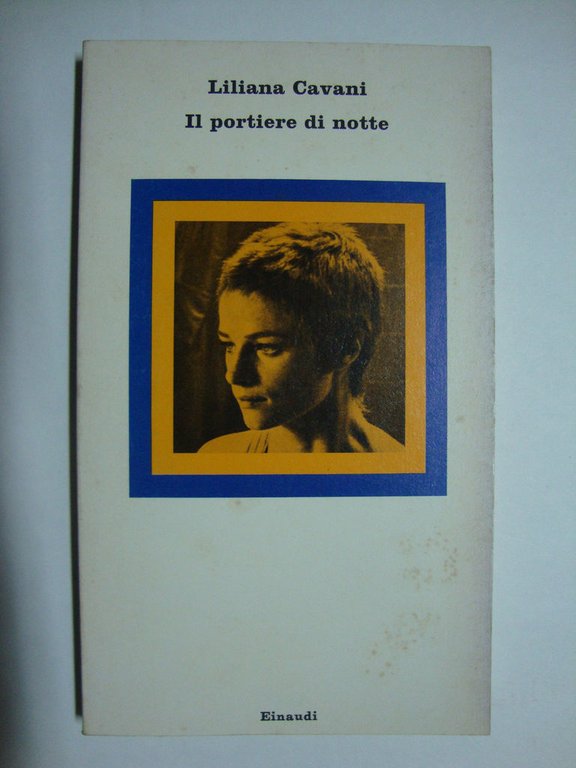 Liliana Cavani
Il portiere di notte
Einaudi